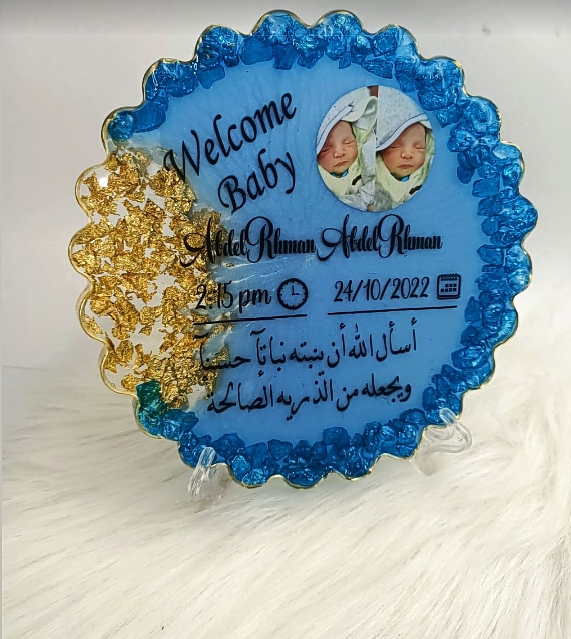 Welcome
Baby
AbdelRhman AbdelRhman
2:15 pm 24/10/2022
أسأل الله أن ينبته نباتاً حسناً
ويجعله من الذريه الصالحة